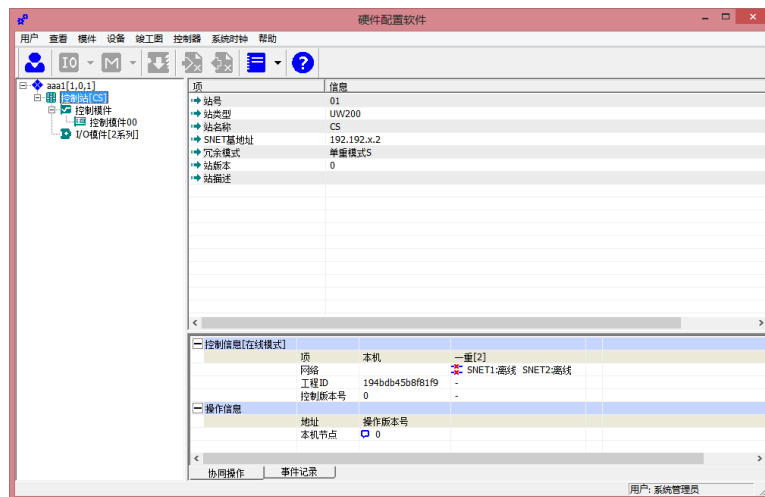 硬件配置软件
用户 查看 模件 设备 竣工图 控制器 系统时钟 帮助
IO M
aaa1[1,0,1]
控制站[CS]
控制模件
控制模件00
I/O模件[2系列]
项 信息
站号 01
站类型 UW200
站名称 CS
SNET基地址 192.192.x.2
冗余模式 单重模式S
站版本 0
站描述
控制信息[在线模式]
项 本机 一重[2]
网络 SNET1:离线 SNET2:离线
工程ID 194bdb45b8f81f9 -
控制版本号 0 -
操作信息
地址 操作版本号
本机节点 0
协同操作 事件记录
用户: 系统管理员